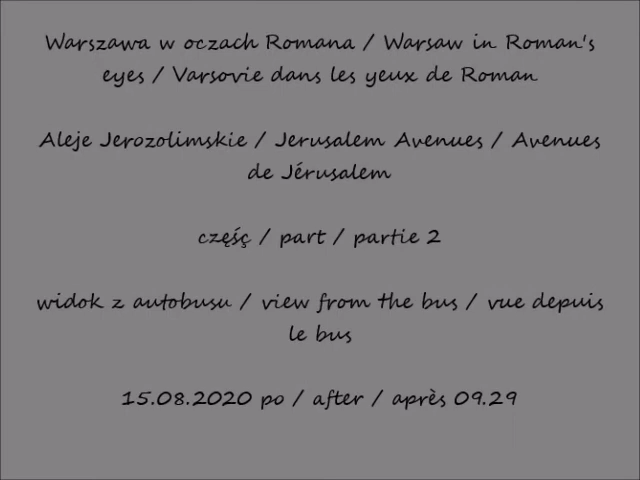 Warszawa w oczach Romana / Warsaw in Roman's
eyes / Varsovie dans les yeux de Roman
Aleje Jerozolimskie / Jerusalem Avenues / Avenues
de Jérusalem
częśç / part / partie 2
widok z autobusu / view from the bus / vue depuis
le bus
15.08.2020 po / after / après 09.29